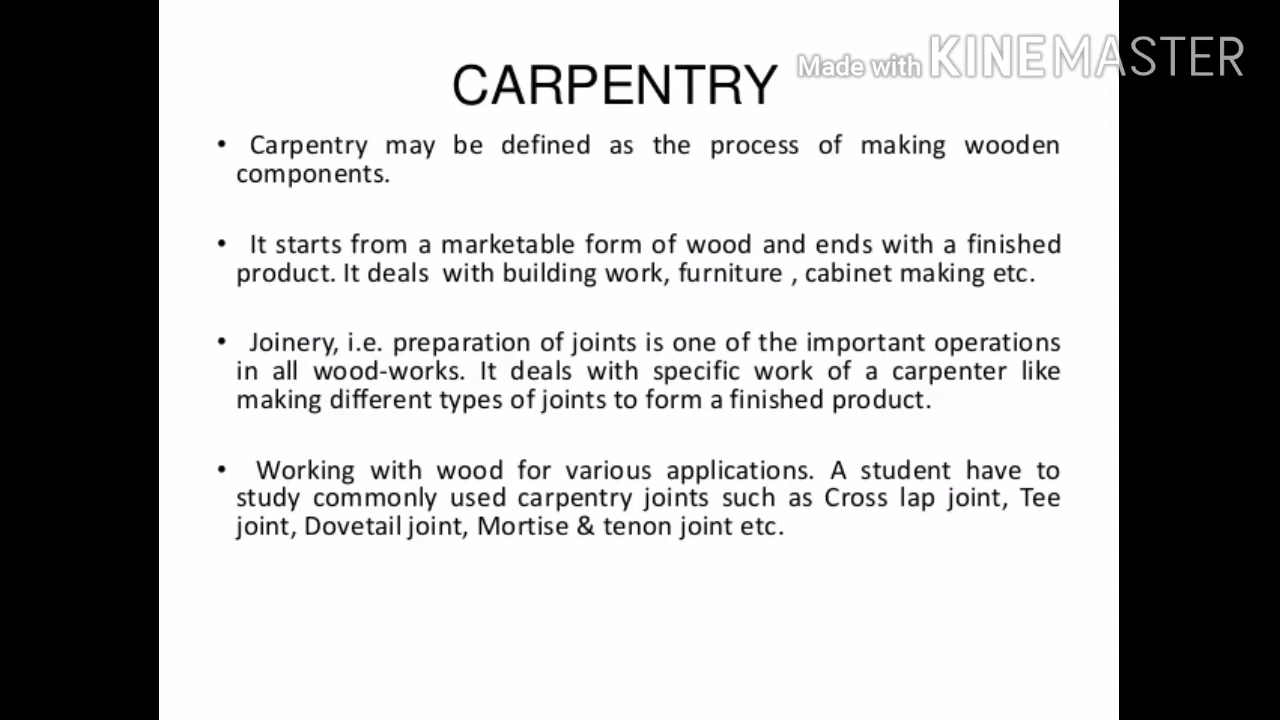 Made with KINEMASTER
CARPENTRY
• Carpentry may be defined as the process of making wooden
components.
• It starts from a marketable form of wood and ends with a finished
product. It deals with building work, furniture , cabinet making etc.
• Joinery, i.e. preparation of joints is one of the important operations
in all wood-works. It deals with specific work of a carpenter like
making different types of joints to form a finished product.
• Working with wood for various applications. A student have to
study commonly used carpentry joints such as Cross lap joint, Tee
joint, Dovetail joint, Mortise & tenon joint etc.